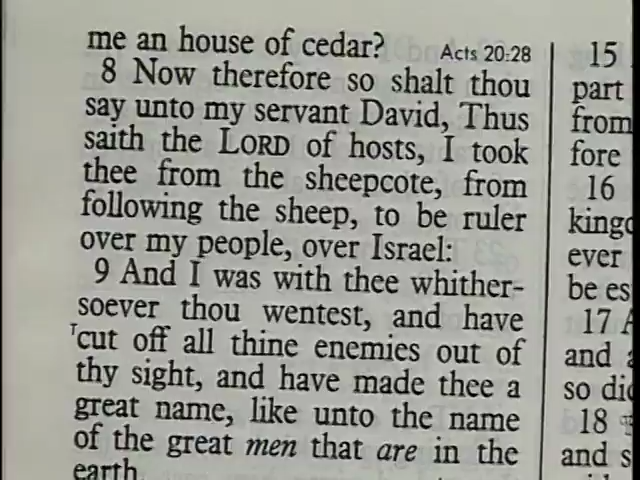 me an house of cedar? Acts 20:28
8 Now therefore so shalt thou
say unto my servant David, Thus
saith the LORD of hosts, I took
thee from the sheepcote, from
following the sheep, to be ruler
over my people, over Israel:
9 And I was with thee whither-
soever thou wentest, and have
ᵀcut off all thine enemies out of
thy sight, and have made thee a
great name, like unto the name
of the great men that are in the
earth.
15
part
from
fore
16
ever
be es
17
and
so
18
and s